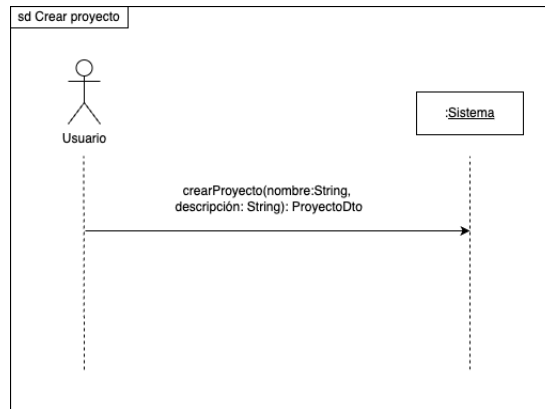 sd Crear proyecto
Usuario
:Sistema
crearProyecto(nombre:String,
descripción: String): ProyectoDto